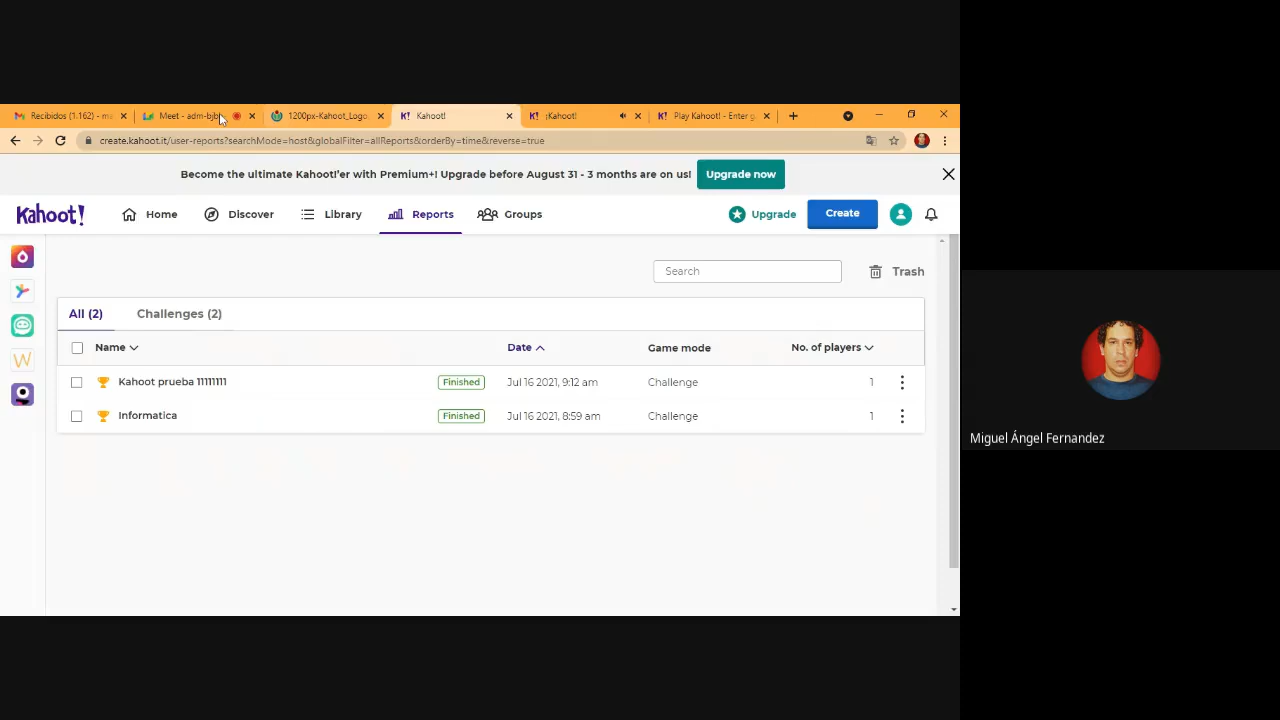 Recibidos (1.162) - m
Meet - adm-bjb
1200px-Kahoot_Logo
Kahoot!
¡Kahoot!
Play Kahoot! - Enter g
create.kahoot.it/user-reports?searchMode=host&globalFilter=allReports&orderBy=time&reverse=true
Become the ultimate Kahoot!'er with Premium+! Upgrade before August 31 - 3 months are on us!
Upgrade now
Kahoot!
Home
Discover
Library
Reports
Groups
Upgrade
Create
Search
Trash
All (2)
Challenges (2)
Name
Date
Game mode
No. of players
Kahoot prueba 11111111
Finished
Jul 16 2021, 9:12 am
Challenge
1
Informatica
Finished
Jul 16 2021, 8:59 am
Challenge
1
W
Miguel Ángel Fernandez